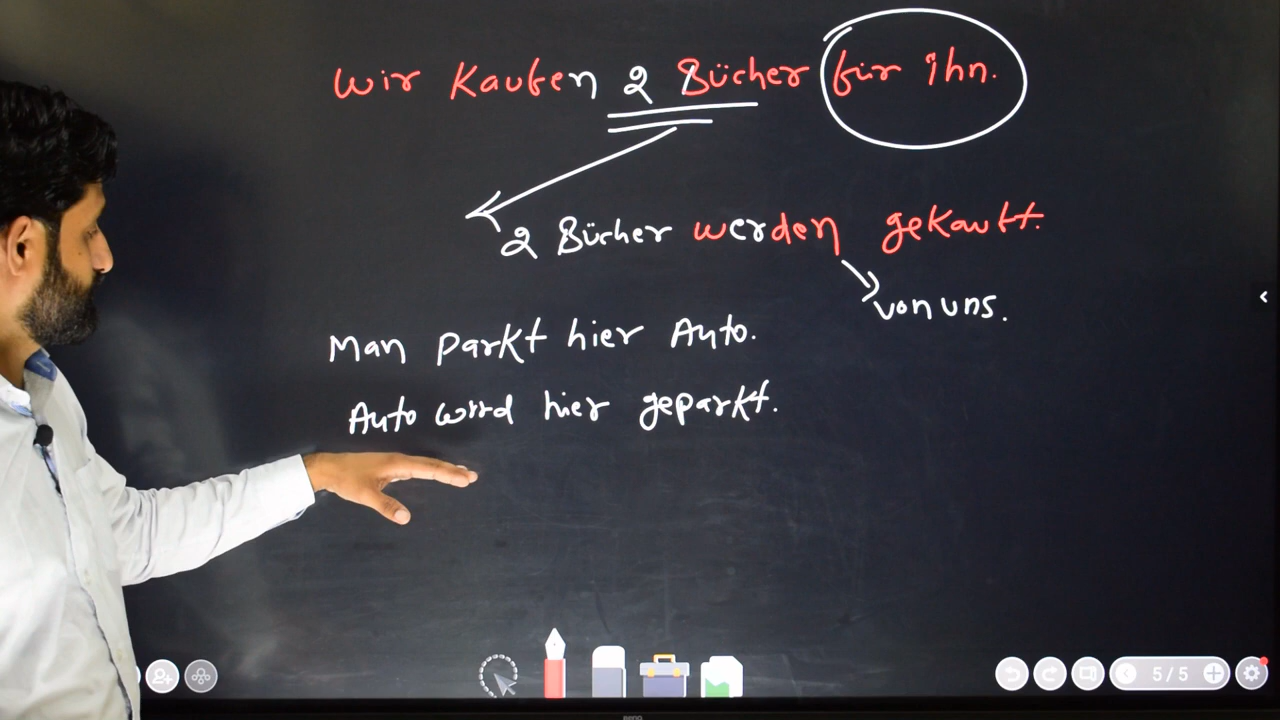 Wir Kaufen 2 Bücher für ihn.
2 Bücher werden gekauft.
von uns.
Man parkt hier Auto.
Auto wird hier geparkt.
5/5
BENQ